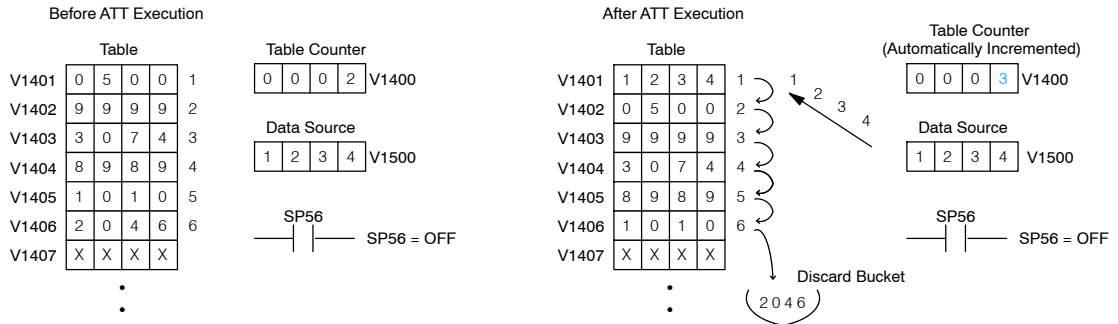 Before ATT Execution
Table
V1401 0 5 0 0 1
V1402 9 9 9 9 2
V1403 3 0 7 4 3
V1404 8 9 8 9 4
V1405 1 0 1 0 5
V1406 2 0 4 6 6
V1407 X X X X
Table Counter
0 0 0 2 V1400
Data Source
1 2 3 4 V1500
SP56
SP56 = OFF
After ATT Execution
Table
V1401 1 2 3 4 1
V1402 0 5 0 0 2
V1403 9 9 9 9 3
V1404 3 0 7 4 4
V1405 8 9 8 9 5
V1406 1 0 1 0 6
V1407 X X X X
1
2
3
4
Discard Bucket
2 0 4 6
Table Counter
(Automatically Incremented)
0 0 0 3 V1400
Data Source
1 2 3 4 V1500
SP56
SP56 = OFF